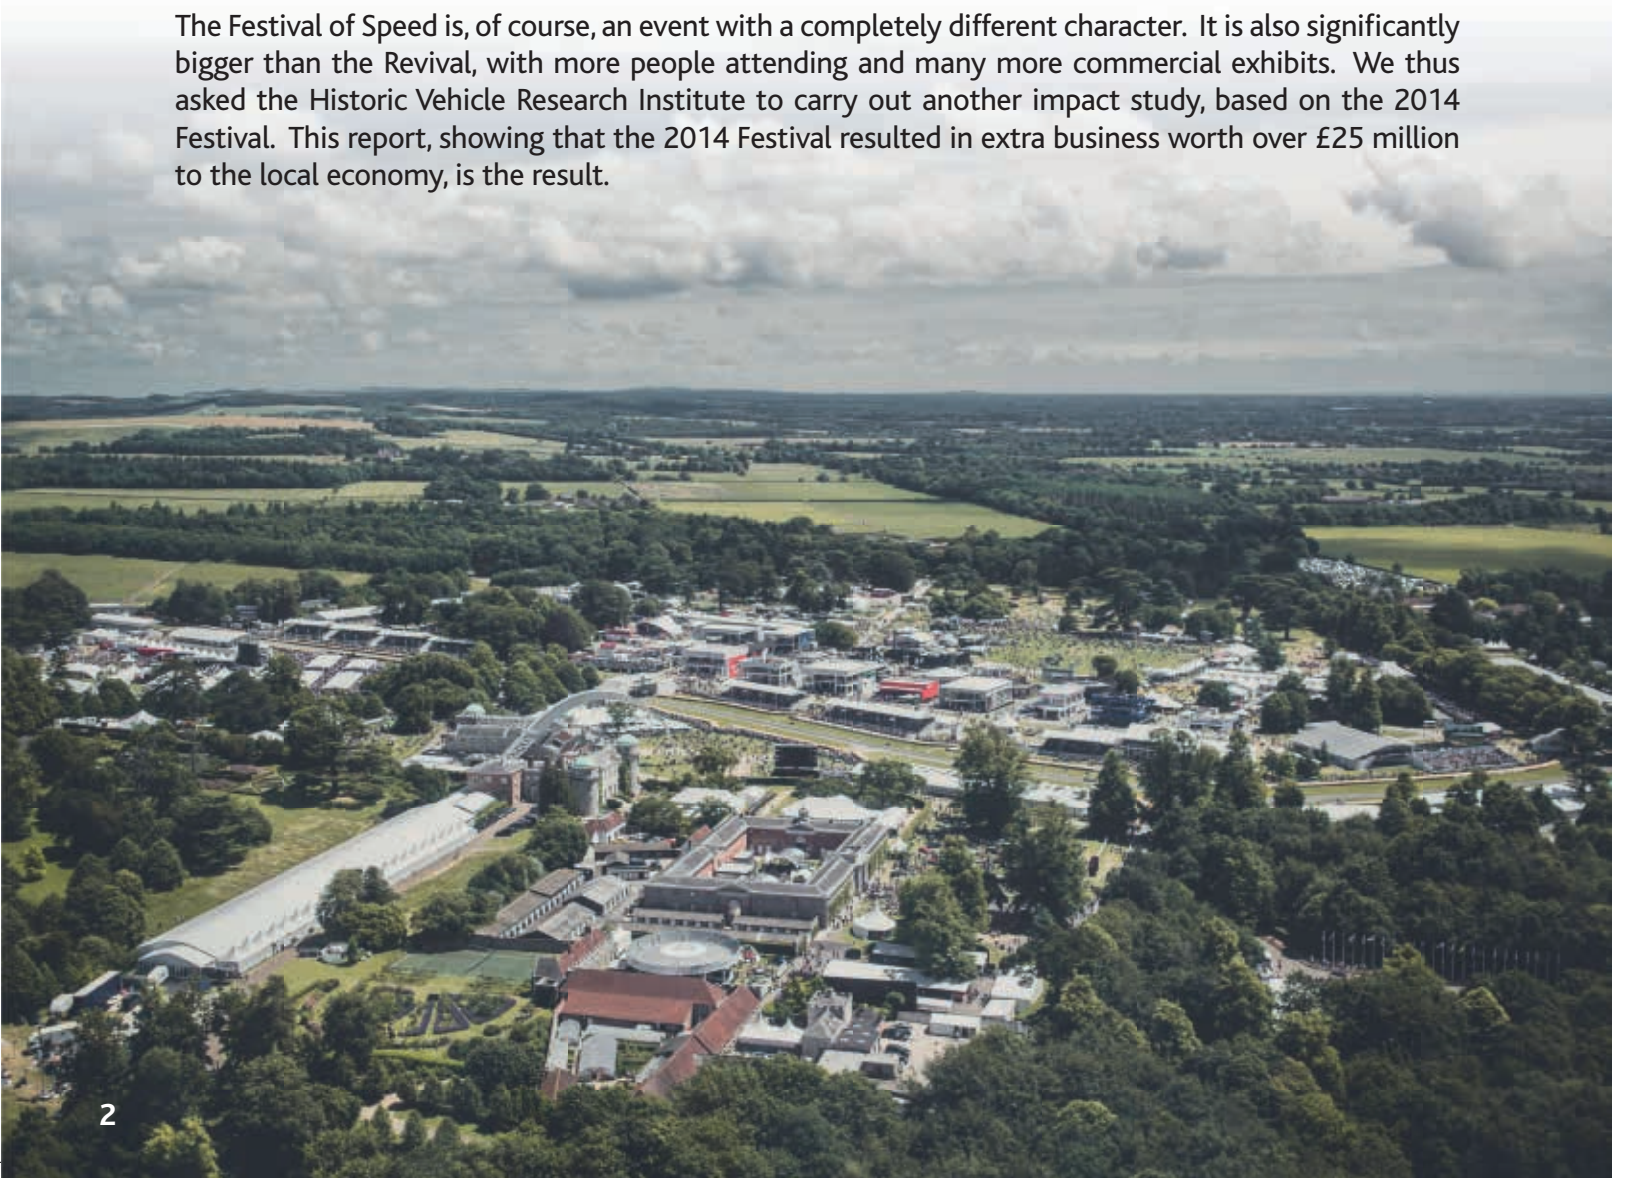 The Festival of Speed is, of course, an event with a completely different character. It is also significantly
bigger than the Revival, with more people attending and many more commercial exhibits. We thus
asked the Historic Vehicle Research Institute to carry out another impact study, based on the 2014
Festival. This report, showing that the 2014 Festival resulted in extra business worth over £25 million
to the local economy, is the result.
2